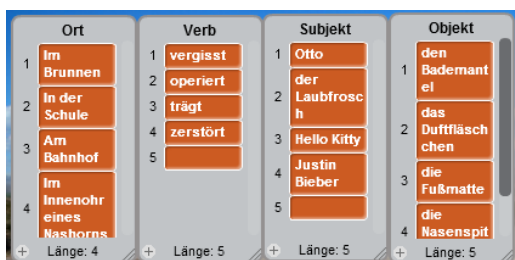 Ort
1 Im
Brunnen
2 In der
Schule
3 Am
Bahnhof
4 Im
Innenohr
eines
Nashorns
+ Länge: 4
Verb
1 vergisst
2 operiert
3 trägt
4 zerstört
5
+ Länge: 5
Subjekt
1 Otto
2 der
Laubfrosc
h
3 Hello Kitty
4 Justin
Bieber
5
+ Länge: 5
Objekt
1 den
Bademant
el
2 das
Duftfläsch
chen
3 die
Fußmatte
4 die
Nasenspit
+ Länge: 5